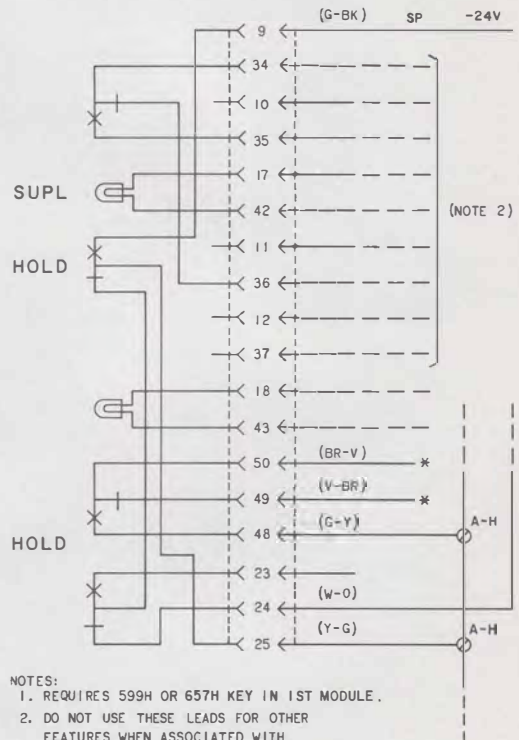 9 (G-BK) SP -24V
34
10
35
17
SUPL
42 (NOTE 2)
11
HOLD
36
12
37
18
43
50 (BR-V) *
49 (V-BR) *
48 (G-Y) A-H
HOLD
23
24 (W-O)
25 (Y-G) A-H
NOTES:
1. REQUIRES 599H OR 657H KEY IN 1ST MODULE.
2. DO NOT USE THESE LEADS FOR OTHER
FEATURES WHEN ASSOCIATED WITH